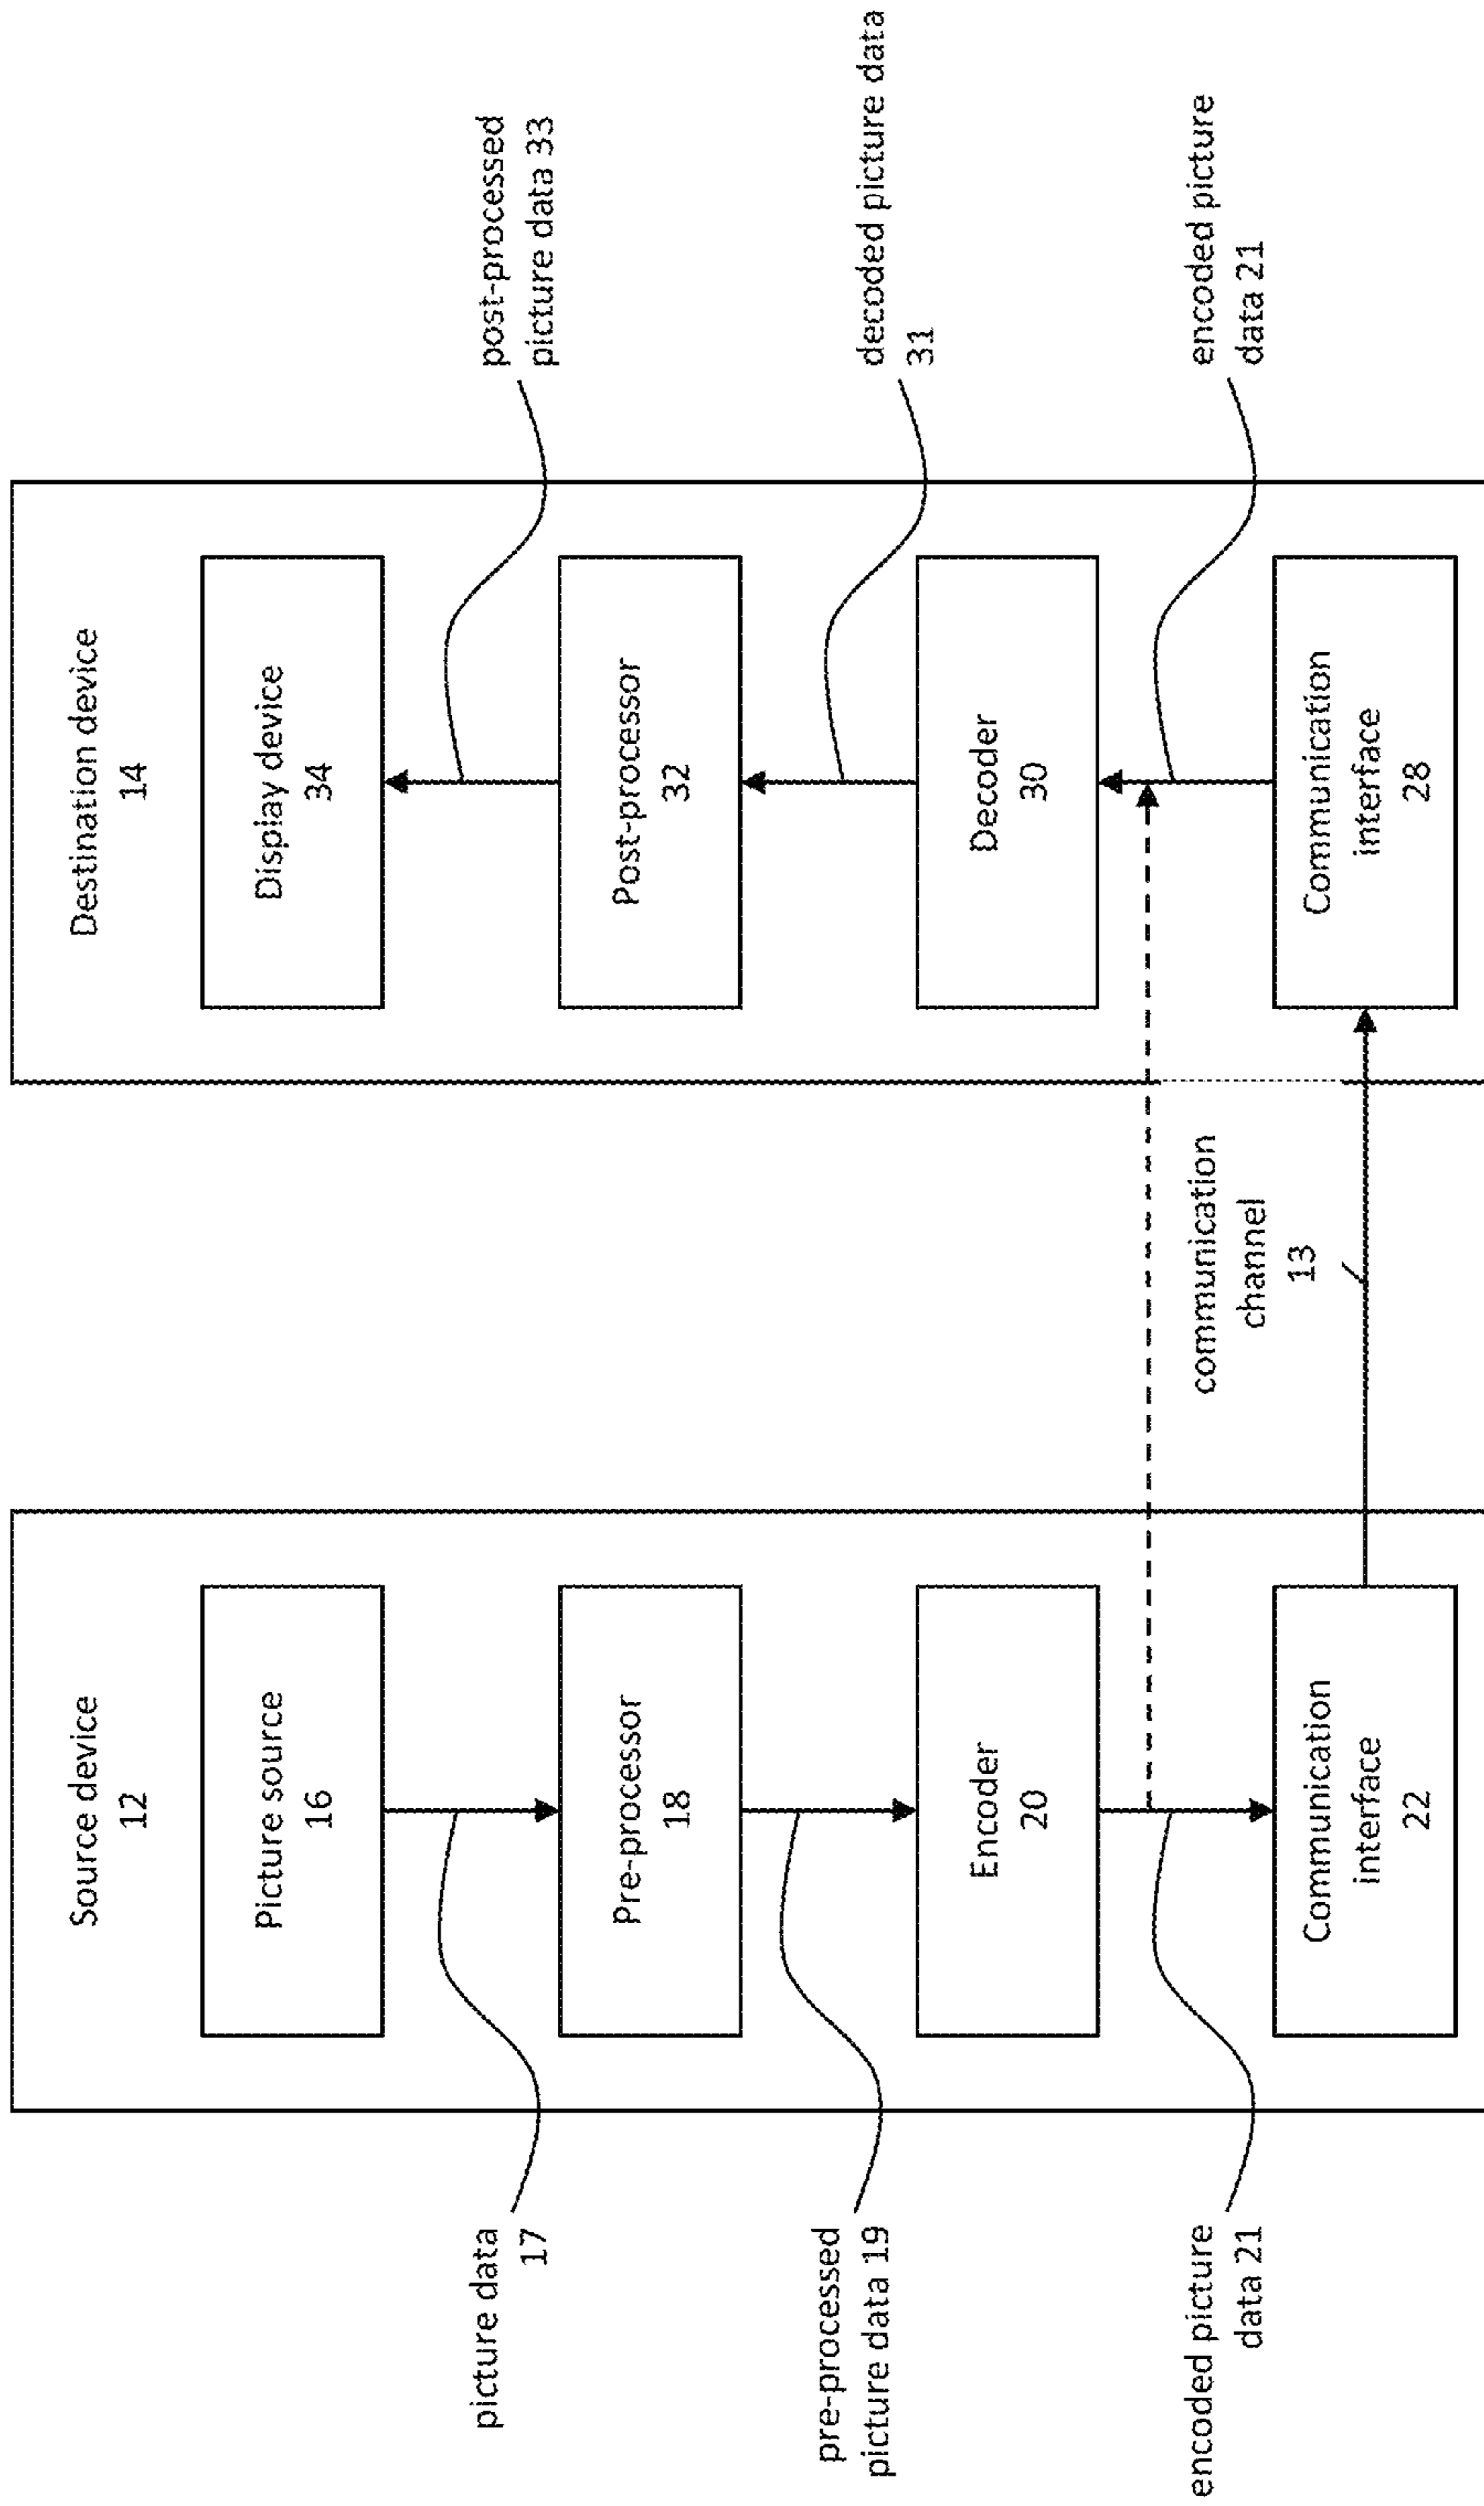 Source device
12
Picture source
16
picture data
17
Pre-processor
18
pre-processed
picture data 19
Encoder
20
encoded picture
data 21
Communication
interface
22
communication
channel
13
Destination device
14
Display device
34
post-processed
picture data 33
Post-processor
32
decoded picture data
31
Decoder
30
encoded picture
data 21
Communication
interface
28